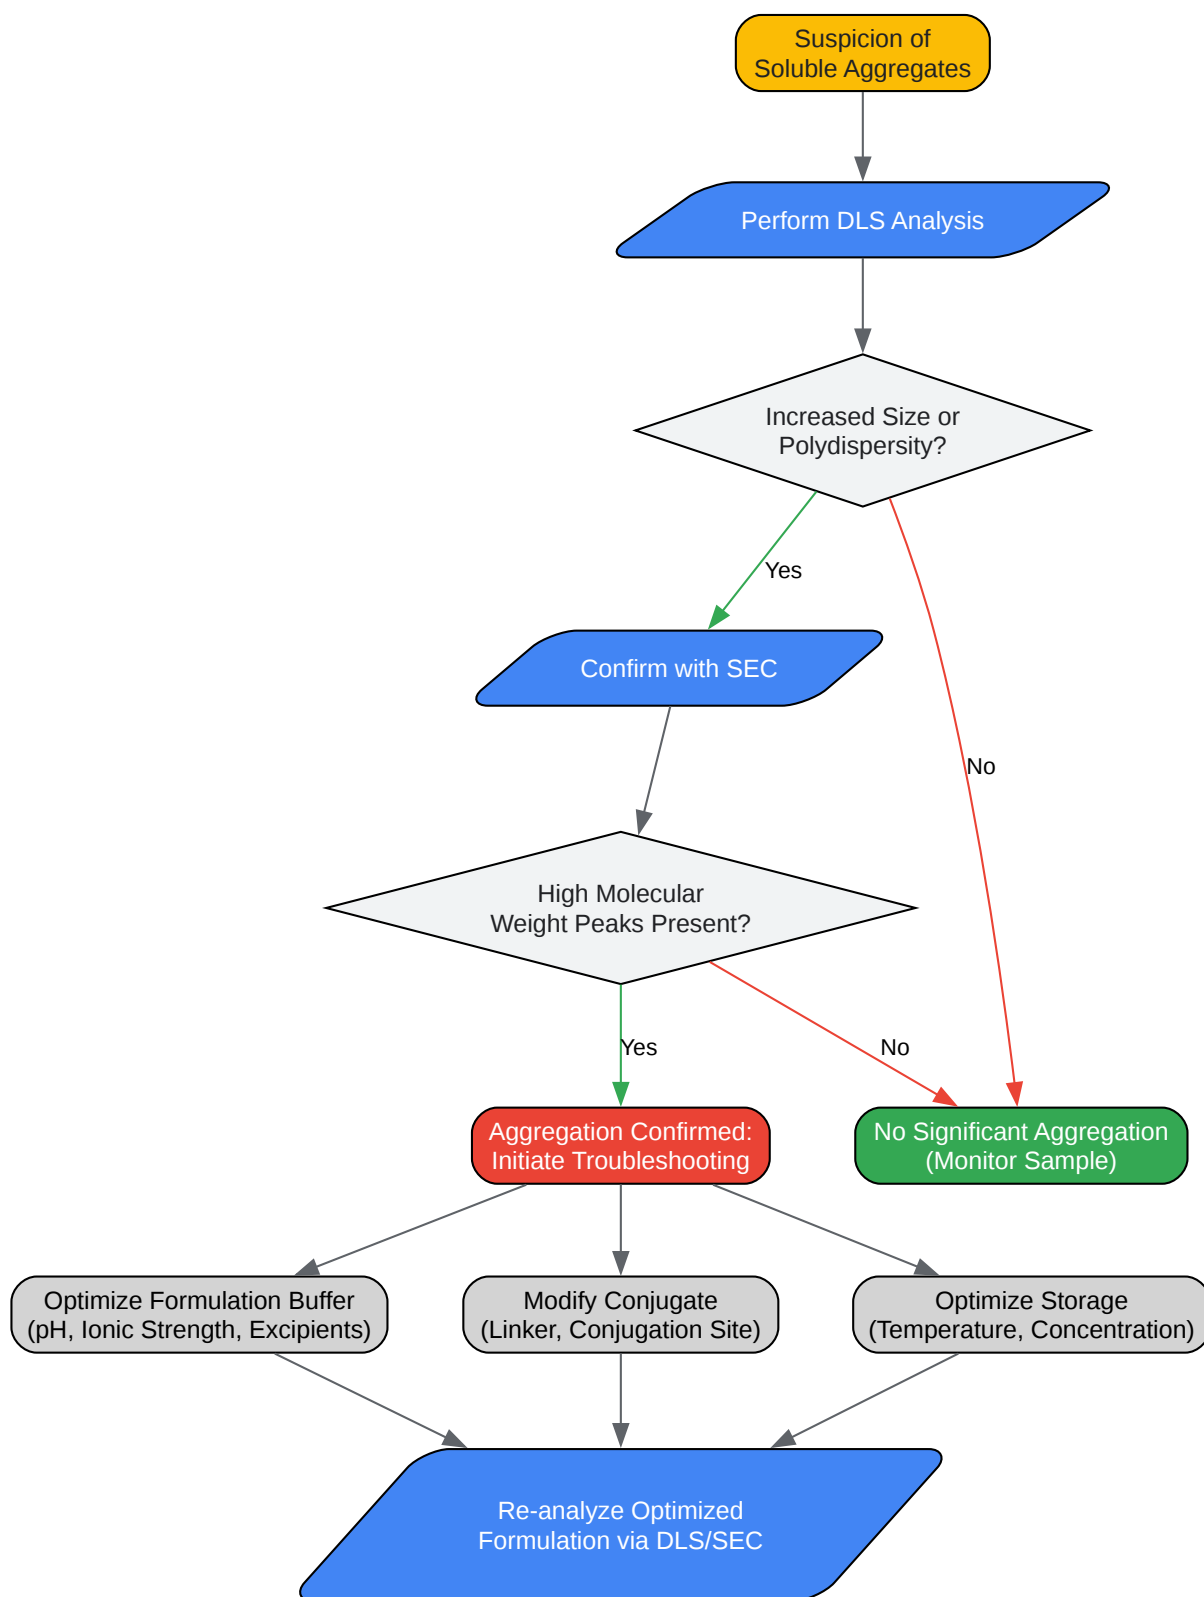 Suspicion of
Soluble Aggregates
Perform DLS Analysis
Increased Size or
Polydispersity?
Yes
Confirm with SEC
No
High Molecular
Weight Peaks Present?
Yes
No
Aggregation Confirmed:
Initiate Troubleshooting
No Significant Aggregation
(Monitor Sample)
Optimize Formulation Buffer
(pH, Ionic Strength, Excipients)
Modify Conjugate
(Linker, Conjugation Site)
Optimize Storage
(Temperature, Concentration)
Re-analyze Optimized
Formulation via DLS/SEC